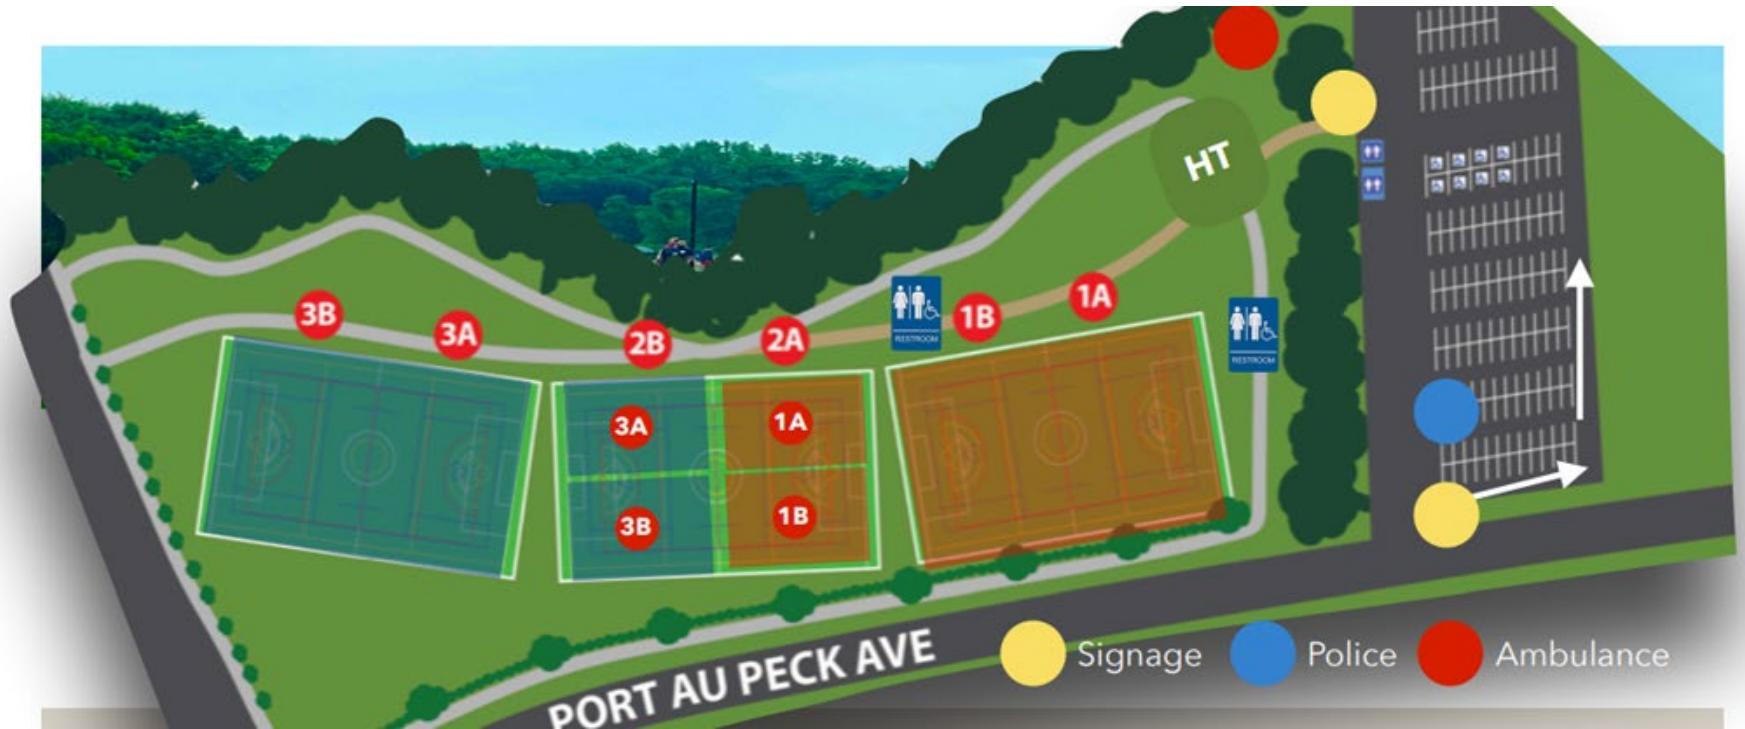 HT
3B
3A
2B
2A
1B
1A
RESTROOM
RESTROOM
3A
1A
3B
1B
PORT AU PECK AVE
Signage
Police
Ambulance